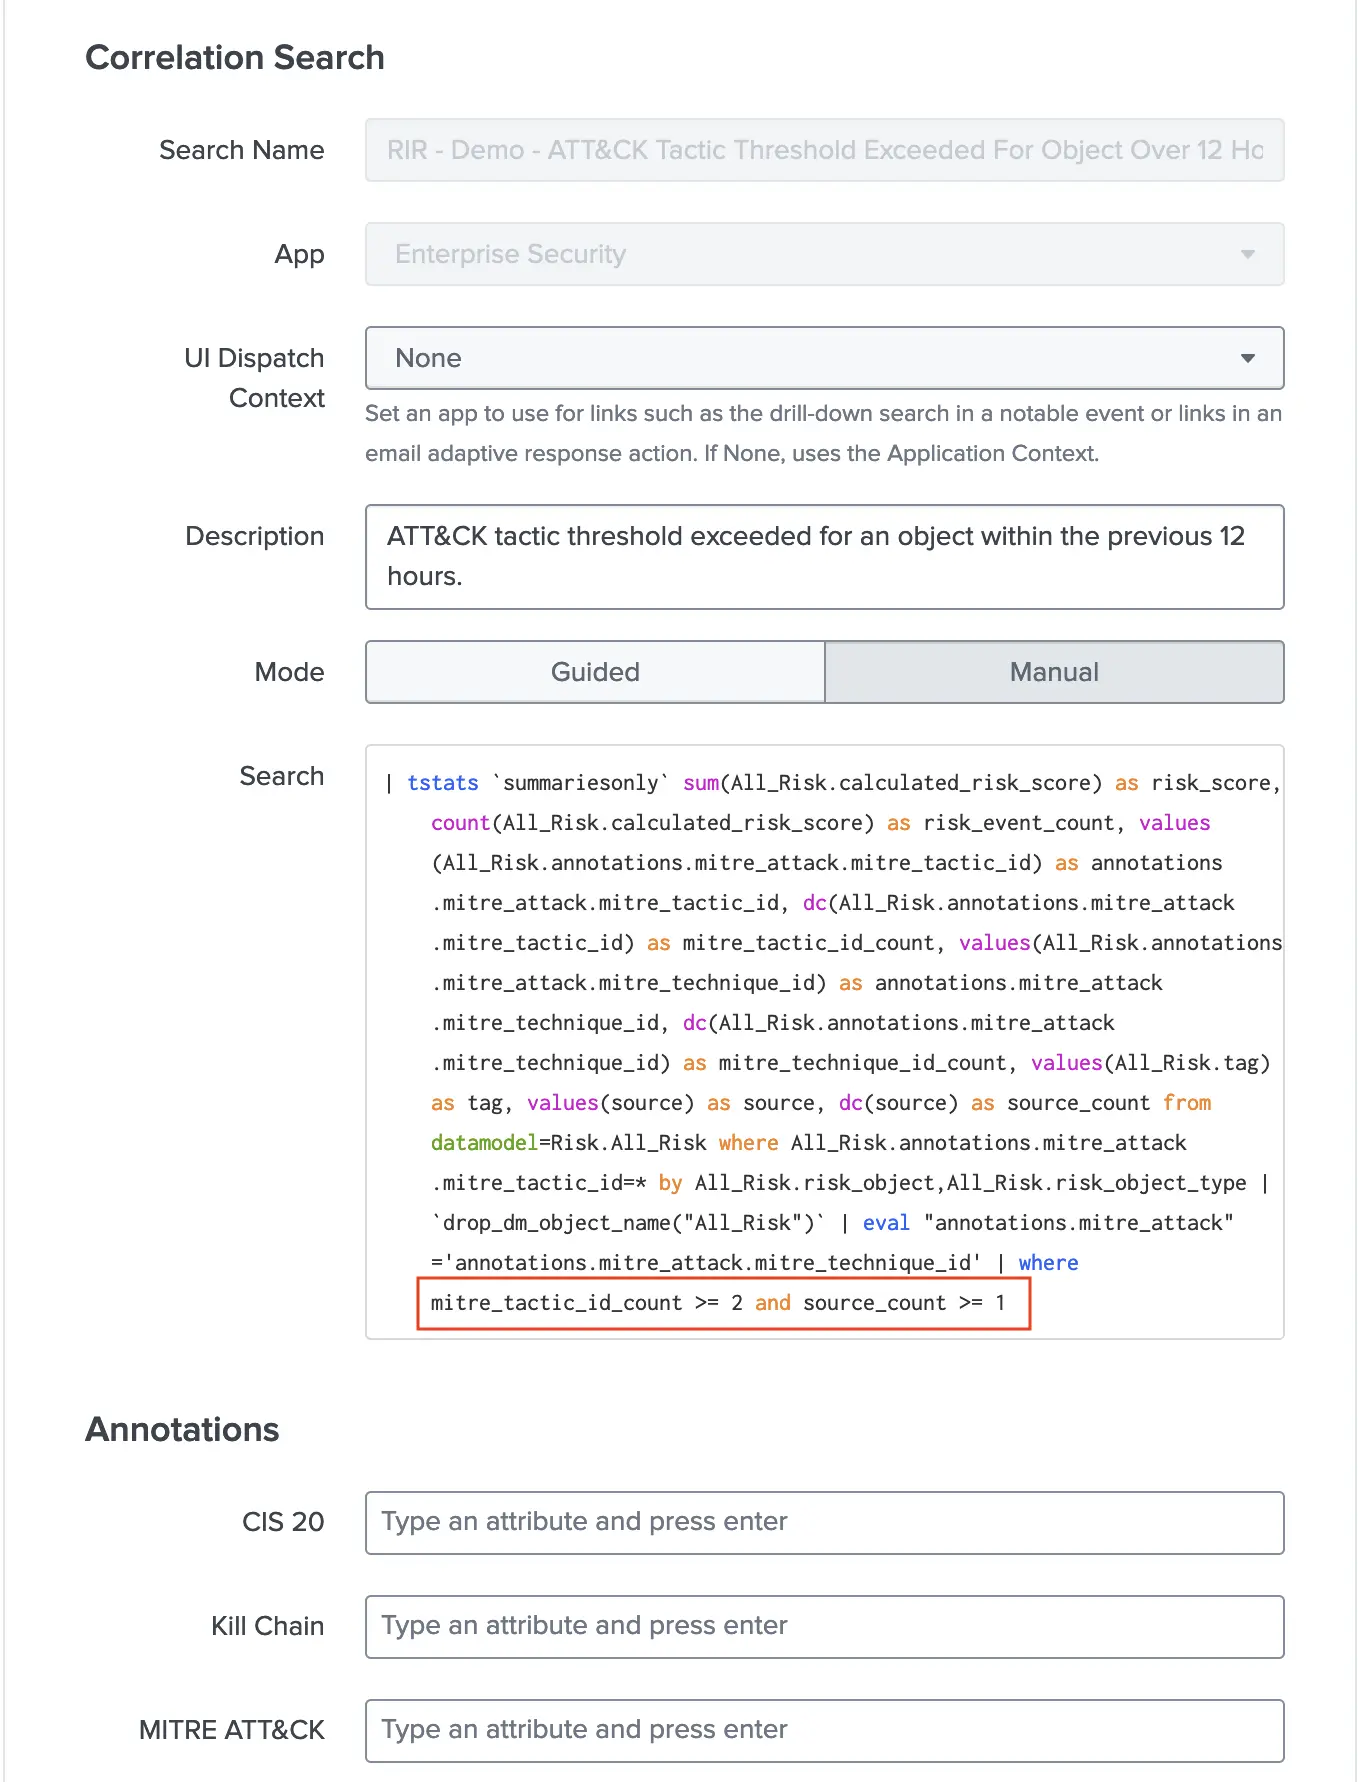 Correlation Search
Search Name
RIR - Demo - ATT&CK Tactic Threshold Exceeded For Object Over 12 Ho
App
Enterprise Security
UI Dispatch
Context
None
Set an app to use for links such as the drill-down search in a notable event or links in an
email adaptive response action. If None, uses the Application Context.
Description
ATT&CK tactic threshold exceeded for an object within the previous 12
hours.
Mode
Guided
Manual
Search
| tstats `summariesonly` sum(All_Risk.calculated_risk_score) as risk_score,
count(All_Risk.calculated_risk_score) as risk_event_count, values
(All_Risk.annotations.mitre_attack.mitre_tactic_id) as annotations
.mitre_attack.mitre_tactic_id, dc(All_Risk.annotations.mitre_attack
.mitre_tactic_id) as mitre_tactic_id_count, values(All_Risk.annotations
.mitre_attack.mitre_technique_id) as annotations.mitre_attack
.mitre_technique_id, dc(All_Risk.annotations.mitre_attack
.mitre_technique_id) as mitre_technique_id_count, values(All_Risk.tag)
as tag, values(source) as source, dc(source) as source_count from
datamodel=Risk.All_Risk where All_Risk.annotations.mitre_attack
.mitre_tactic_id=* by All_Risk.risk_object,All_Risk.risk_object_type |
`drop_dm_object_name("All_Risk")` | eval "annotations.mitre_attack"
='annotations.mitre_attack.mitre_technique_id' | where
mitre_tactic_id_count >= 2 and source_count >= 1
Annotations
CIS 20
Type an attribute and press enter
Kill Chain
Type an attribute and press enter
MITRE ATT&CK
Type an attribute and press enter